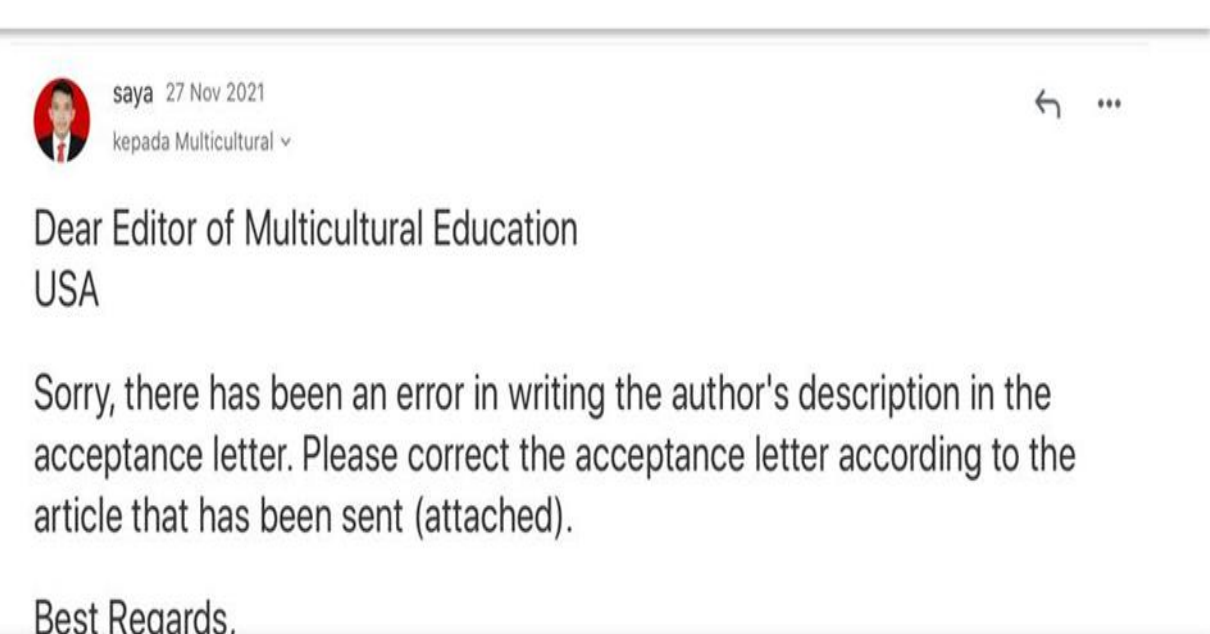 saya 27 Nov 2021
kepada Multicultural
Dear Editor of Multicultural Education
USA
Sorry, there has been an error in writing the author's description in the
acceptance letter. Please correct the acceptance letter according to the
article that has been sent (attached).
Best Regards,